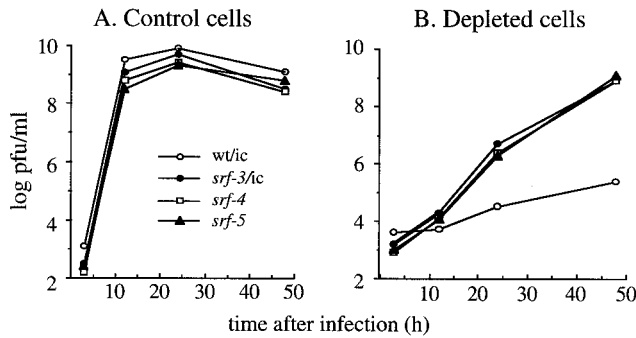 A. Control cells
B. Depleted cells
log pfu/ml
10
8
6
4
2
10 20 30 40 50
wt/ic
srf-3/ic
srf-4
srf-5
10
8
6
4
2
10 20 30 40 50
time after infection (h)